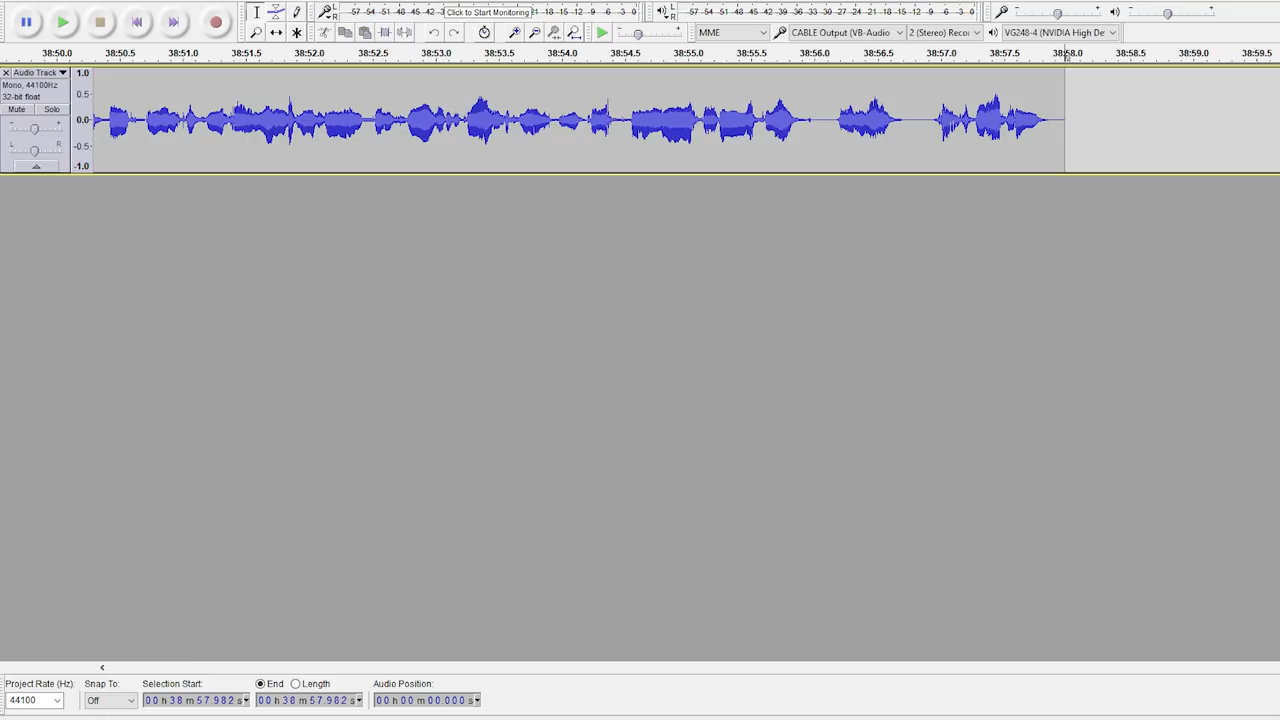 L R -57 -54 -51 -48 -45 -42 Click to Start Monitoring -18 -15 -12 -9 -6 -3 0
L R -57 -54 -51 -48 -45 -42 -39 -36 -33 -30 -27 -24 -21 -18 -15 -12 -9 -6 -3 0
MME CABLE Output (VB-Audio 2 (Stereo) Recor VG248-4 (NVIDIA High De
38:50.0 38:50.5 38:51.0 38:51.5 38:52.0 38:52.5 38:53.0 38:53.5 38:54.0 38:54.5 38:55.0 38:55.5 38:56.0 38:56.5 38:57.0 38:57.5 38:58.0 38:58.5 38:59.0 38:59.5
Audio Track 1.0
Mono, 44100Hz
32-bit float 0.5
Mute Solo
0.0
L R -0.5
-1.0
Project Rate (Hz): Snap To: Selection Start: End Length Audio Position:
44100 Off 00 h 38 m 57.982 s 00 h 38 m 57.982 s 00 h 00 m 00.000 s